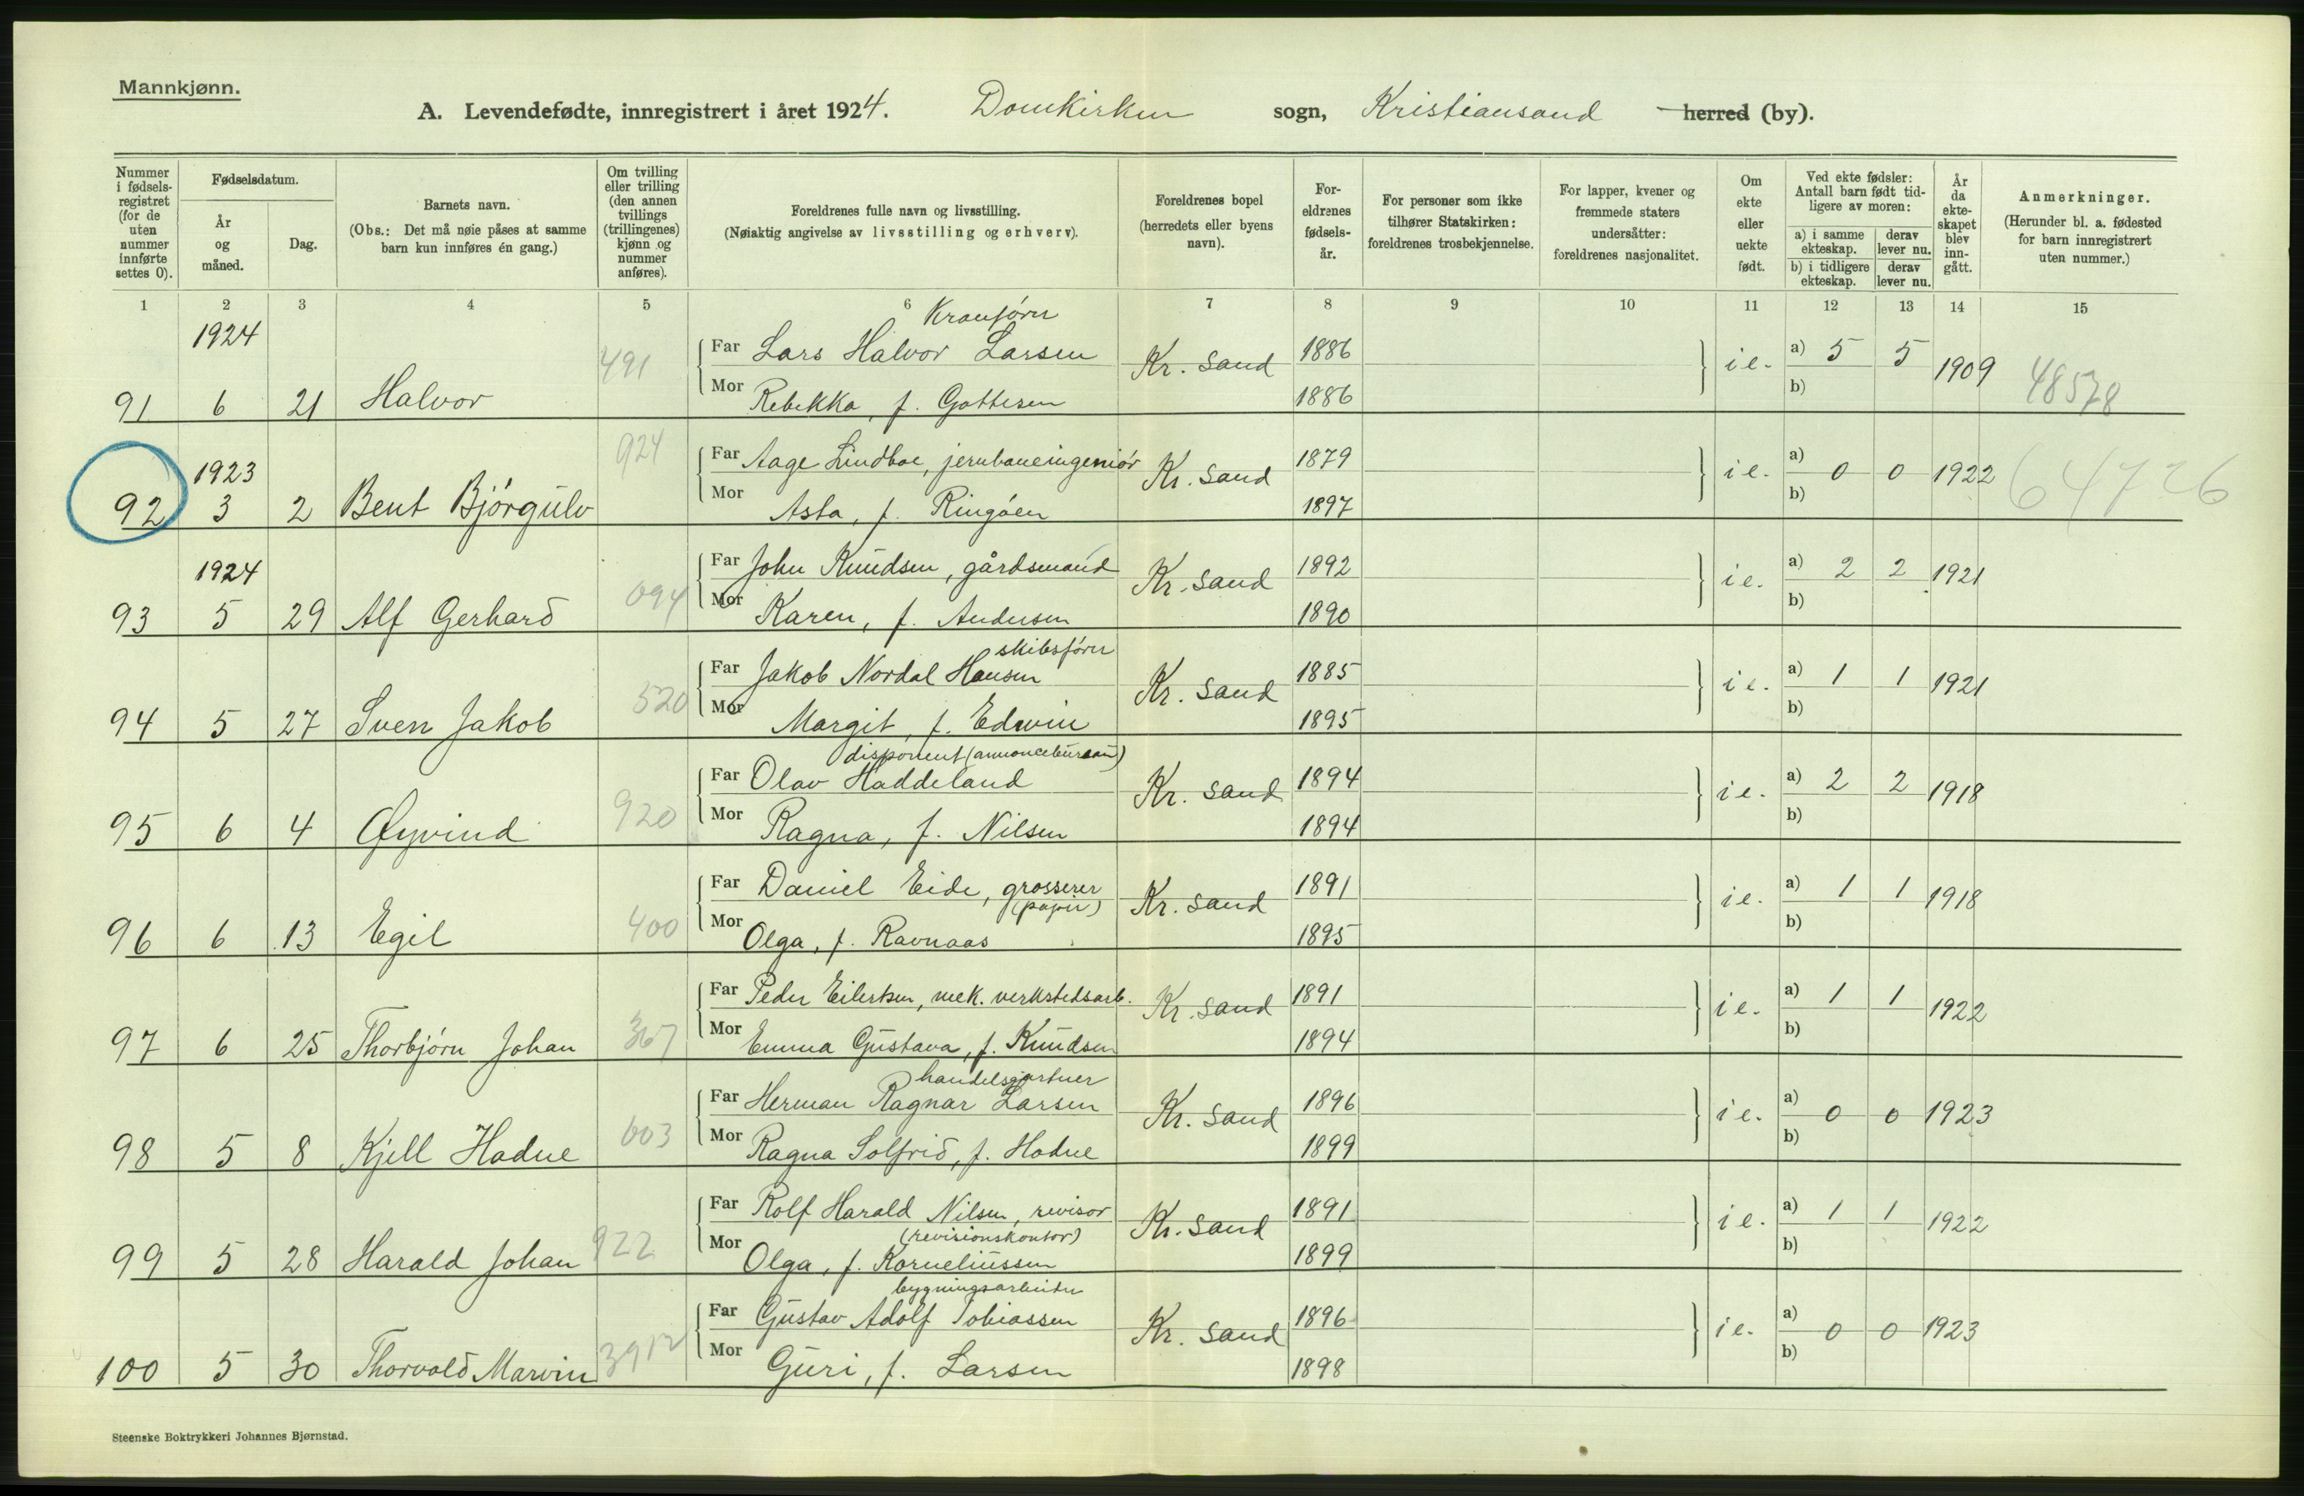 Mannkjønn.
A. Levendefødte, innregistrert i året 1924. Domkirken sogn, Kristiansand herred (by).
Nummer i fødsels-registret (for de uten nummer innførte settes 0).
Fødselsdatum.
År og måned.
Dag.
Barnets navn.
(Obs.: Det må nøie påses at samme barn kun innføres én gang.)
Om tvilling eller trilling (den annen tvillings (trillingenes) kjønn og nummer anføres).
Foreldrenes fulle navn og livsstilling.
(Nøiaktig angivelse av livsstilling og erhverv).
Foreldrenes bopel (herredets eller byens navn).
For-eldrenes fødsels-år.
For personer som ikke tilhører Statskirken: foreldrenes trosbekjennelse.
For lapper, kvener og fremmede staters undersåtter: foreldrenes nasjonalitet.
Om ekte eller uekte født.
Ved ekte fødsler: Antall barn født tid-ligere av moren:
a) i samme ekteskap. derav lever nu.
b) i tidligere ekteskap. derav lever nu.
År da ekte-skapet blev inn-gått.
Anmerkninger.
(Herunder bl. a. fødested for barn innregistrert uten nummer.)
1 2 3 4 5 6 7 8 9 10 11 12 13 14 15
1924 Kranfører
491 Far Lars Halvor Larsen Kr. sand 1886 i e. a) 5 5 1909 48578
91 6 21 Halvor Mor Rebekka, f. Gottesen 1886 b)
1923 924 Far Aage Lindboe, jernbaneingeniør Kr. sand 1879 i e. a) 0 0 1922 64726
92 3 2 Bent Bjørgulv Mor Asta, f. Ringøen 1897 b)
1924 Far John Knudsen, gårdsmand Kr. sand 1892 i e. a) 2 2 1921
93 5 29 Alf Gerhard 094 Mor Karen, f. Andersen 1890 b)
skibsfører
Far Jakob Nordal Hansen Kr. sand 1885 i e. a) 1 1 1921
94 5 27 Sven Jakob 520 Mor Margit, f. Edwin 1895 b)
disponent (annoncebureau)
Far Olav Haddeland Kr. sand 1894 i e. a) 2 2 1918
95 6 4 Øyvind 920 Mor Ragna, f. Nilsen 1894 b)
Far Daniel Eide, grosserer Kr. sand 1891 i e. a) 1 1 1918
(papir)
96 6 13 Egil 400 Mor Olga, f. Ravnaas 1895 b)
Far Peder Eilertsen, mek. verkstedsarb. Kr. sand 1891 i e. a) 1 1 1922
97 6 25 Thorbjørn Johan 367 Mor Emma Gustava, f. Knudsen 1894 b)
handelsgartner
Far Herman Ragnar Larsen Kr. sand 1896 i e. a) 0 0 1923
98 5 8 Kjell Hodne 003 Mor Ragna Solfrid, f. Hodne 1899 b)
Far Rolf Harald Nilsen, revisor Kr. sand 1891 i e. a) 1 1 1922
(revisionskontor)
99 5 28 Harald Johan 922 Mor Olga, f. Korneliussen 1899 b)
bygningsarbeider
Far Gustav Adolf Tobiassen Kr. sand 1896 i e. a) 0 0 1923
100 5 30 Thorvald Marvin Mor Guri, f. Larsen 1898 b)
Steenske Boktrykkeri Johannes Bjørnstad.